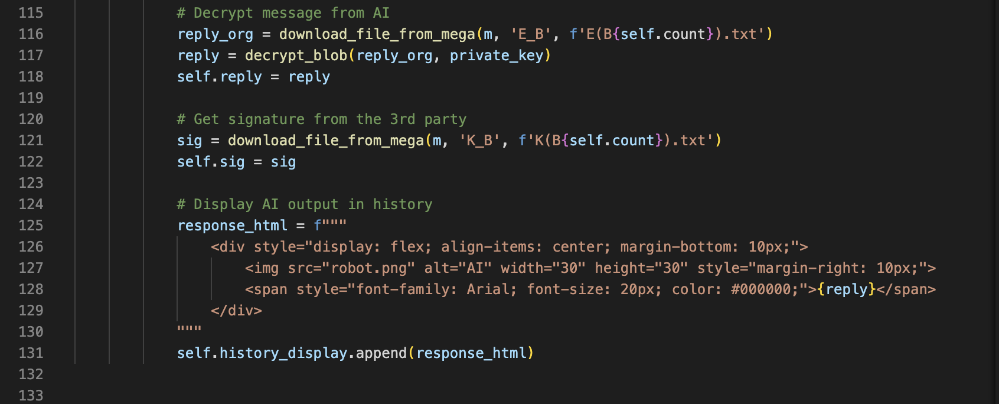 115 # Decrypt message from AI
116 reply_org = download_file_from_mega(m, 'E_B', f'E(B{self.count}).txt')
117 reply = decrypt_blob(reply_org, private_key)
118 self.reply = reply
119
120 # Get signature from the 3rd party
121 sig = download_file_from_mega(m, 'K_B', f'K(B{self.count}).txt')
122 self.sig = sig
123
124 # Display AI output in history
125 response_html = f"""
126     <div style="display: flex; align-items: center; margin-bottom: 10px;">
127         <img src="robot.png" alt="AI" width="30" height="30" style="margin-right: 10px;">
128         <span style="font-family: Arial; font-size: 20px; color: #000000;">{reply}</span>
129     </div>
130 """
131 self.history_display.append(response_html)
132
133